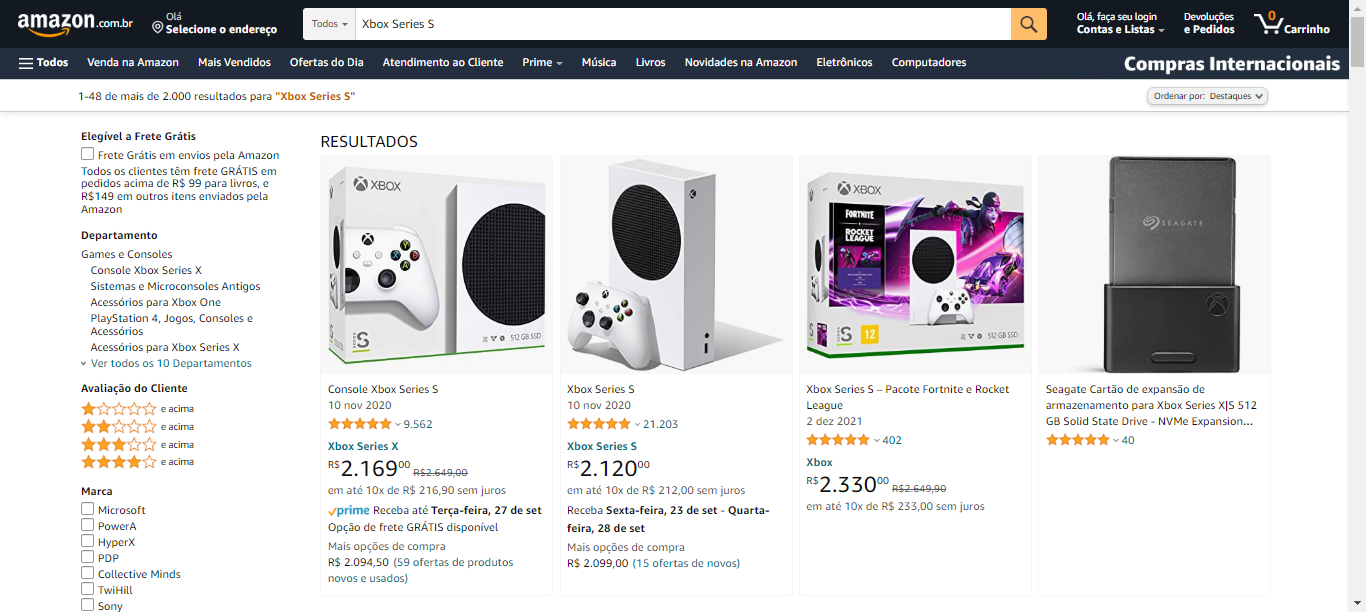 amazon.com.br
Olá
Selecione o endereço
Todos
Xbox Series S
Olá, faça seu login
Contas e Listas
Devoluções
e Pedidos
0
Carrinho
Todos
Venda na Amazon
Mais Vendidos
Ofertas do Dia
Atendimento ao Cliente
Prime
Música
Livros
Novidades na Amazon
Eletrônicos
Computadores
Compras Internacionais
1-48 de mais de 2.000 resultados para "Xbox Series S"
Ordenar por: Destaques
Elegível a Frete Grátis
Frete Grátis em envios pela Amazon
Todos os clientes têm frete GRÁTIS em
pedidos acima de R$ 99 para livros, e
R$149 em outros itens enviados pela
Amazon
Departamento
Games e Consoles
Console Xbox Series X
Sistemas e Microconsoles Antigos
Acessórios para Xbox One
PlayStation 4, Jogos, Consoles e
Acessórios
Acessórios para Xbox Series X
Ver todos os 10 Departamentos
Avaliação do Cliente
e acima
e acima
e acima
e acima
Marca
Microsoft
PowerA
HyperX
PDP
Collective Minds
TwiHill
Sony
RESULTADOS
XBOX
SERIES S
512 GB SSD
Console Xbox Series S
10 nov 2020
9.562
Xbox Series X
R$2.16900 R$2.649,00
em até 10x de R$ 216,90 sem juros
prime Receba até Terça-feira, 27 de set
Opção de frete GRÁTIS disponível
Mais opções de compra
R$ 2.094,50 (59 ofertas de produtos
novos e usados)
Xbox Series S
10 nov 2020
21.203
Xbox Series S
R$2.12000
em até 10x de R$ 212,00 sem juros
Receba Sexta-feira, 23 de set - Quarta-
feira, 28 de set
Mais opções de compra
R$ 2.099,00 (15 ofertas de novos)
XBOX
FORTNITE
ROCKET
LEAGUE
SERIES S
12
512 GB SSD
Xbox Series S – Pacote Fortnite e Rocket
League
2 dez 2021
402
Xbox
R$2.33000 R$2.649,90
em até 10x de R$ 233,00 sem juros
SEAGATE
Seagate Cartão de expansão de
armazenamento para Xbox Series X|S 512
GB Solid State Drive - NVMe Expansion...
40